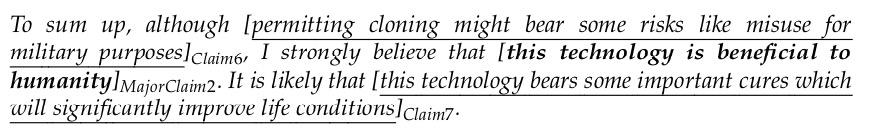 To sum up, although [permitting cloning might bear some risks like misuse for
military purposes]Claim6, I strongly believe that [this technology is beneficial to
humanity]MajorClaim2. It is likely that [this technology bears some important cures which
will significantly improve life conditions]Claim7.